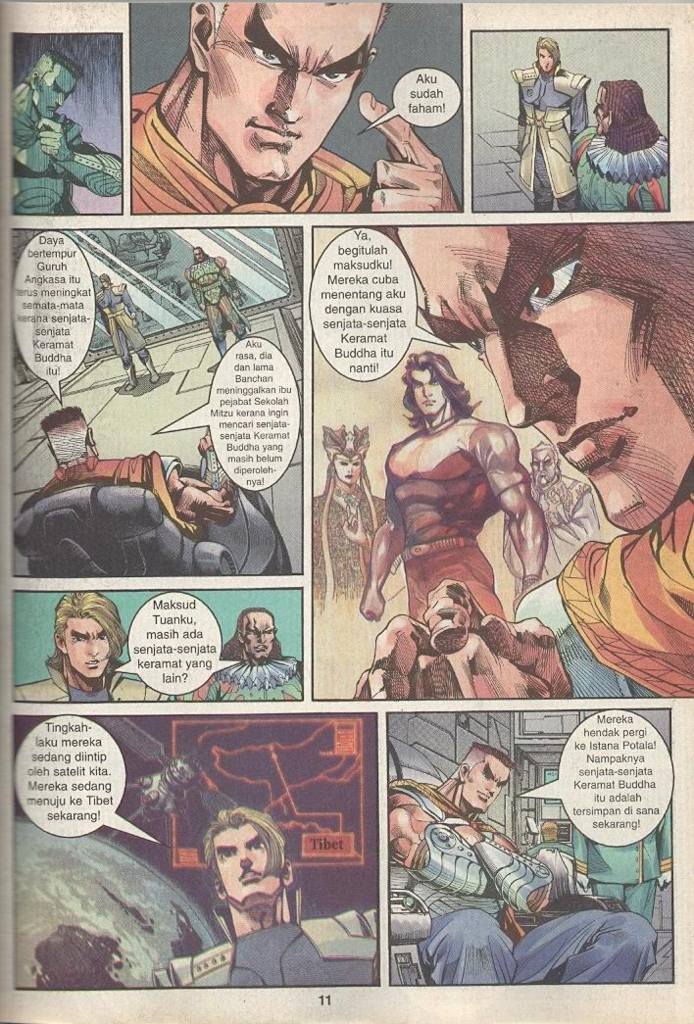 Aku
sudah
faham!
Daya
bertempur
Guruh
Angkasa itu
terus meningkat
semata-mata
kerana senjata-
senjata
Keramat
Buddha
itu!
Aku
rasa, dia
dan lama
Banchan
meninggalkan ibu
pejabat Sekolah
Mitzu kerana ingin
mencari senjata-
senjata Keramat
Buddha yang
masih belum
diperoleh-
nya!
Ya,
begitulah
maksudku!
Mereka cuba
menentang aku
dengan kuasa
senjata-senjata
Keramat
Buddha itu
nanti!
Maksud
Tuanku,
masih ada
senjata-senjata
keramat yang
lain?
Tingkah-
laku mereka
sedang diintip
oleh satelit kita.
Mereka sedang
menuju ke Tibet
sekarang!
Tibet
Mereka
hendak pergi
ke Istana Potala!
Nampaknya
senjata-senjata
Keramat Buddha
itu adalah
tersimpan di sana
sekarang!
11